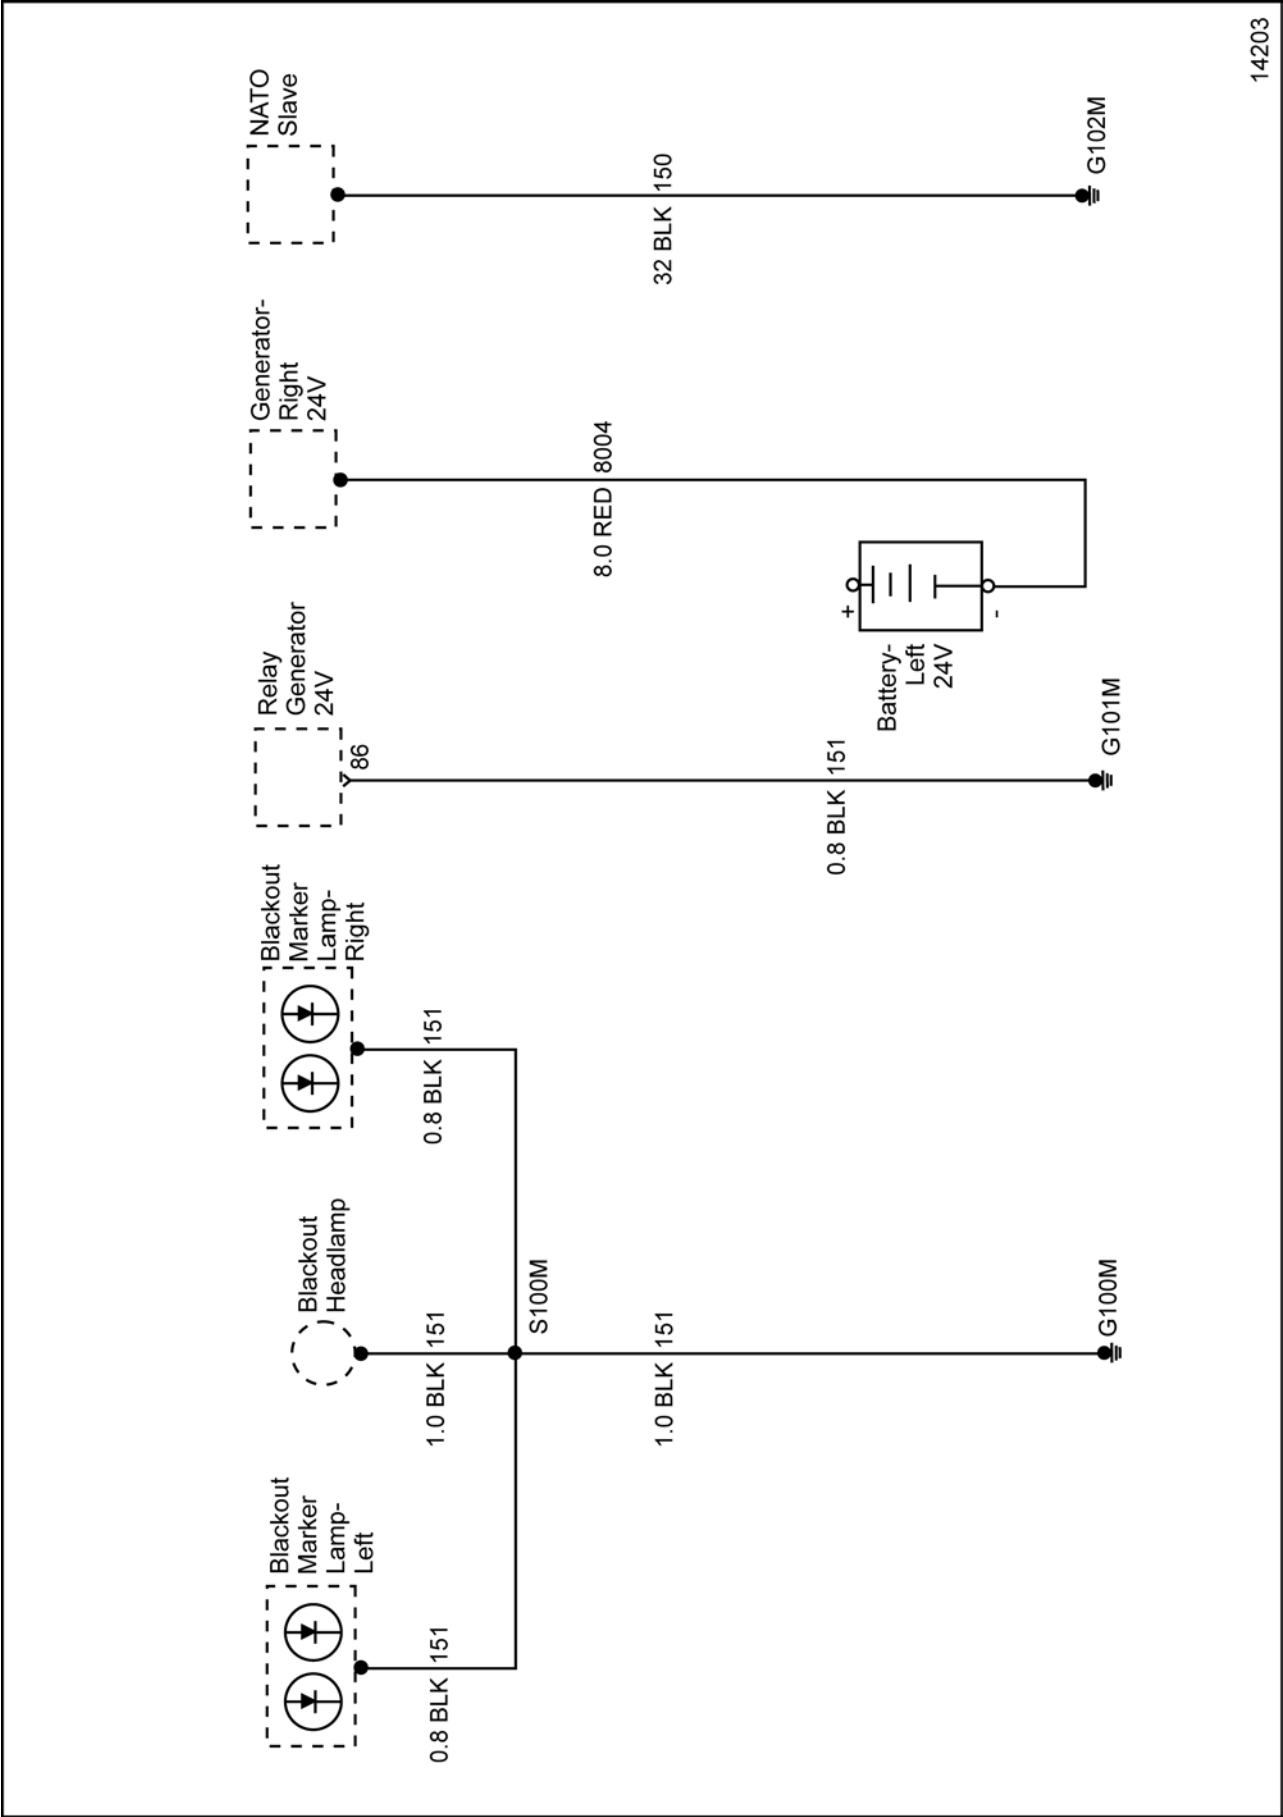 Blackout
Marker
Lamp-
Left
Blackout
Headlamp
Blackout
Marker
Lamp-
Right
Relay
Generator
24V
Generator-
Right
24V
NATO
Slave
86
0.8 BLK 151
1.0 BLK 151
0.8 BLK 151
S100M
1.0 BLK 151
8.0 RED 8004
32 BLK 150
0.8 BLK 151
+
Battery-
Left
24V
-
G100M
G101M
G102M
14203